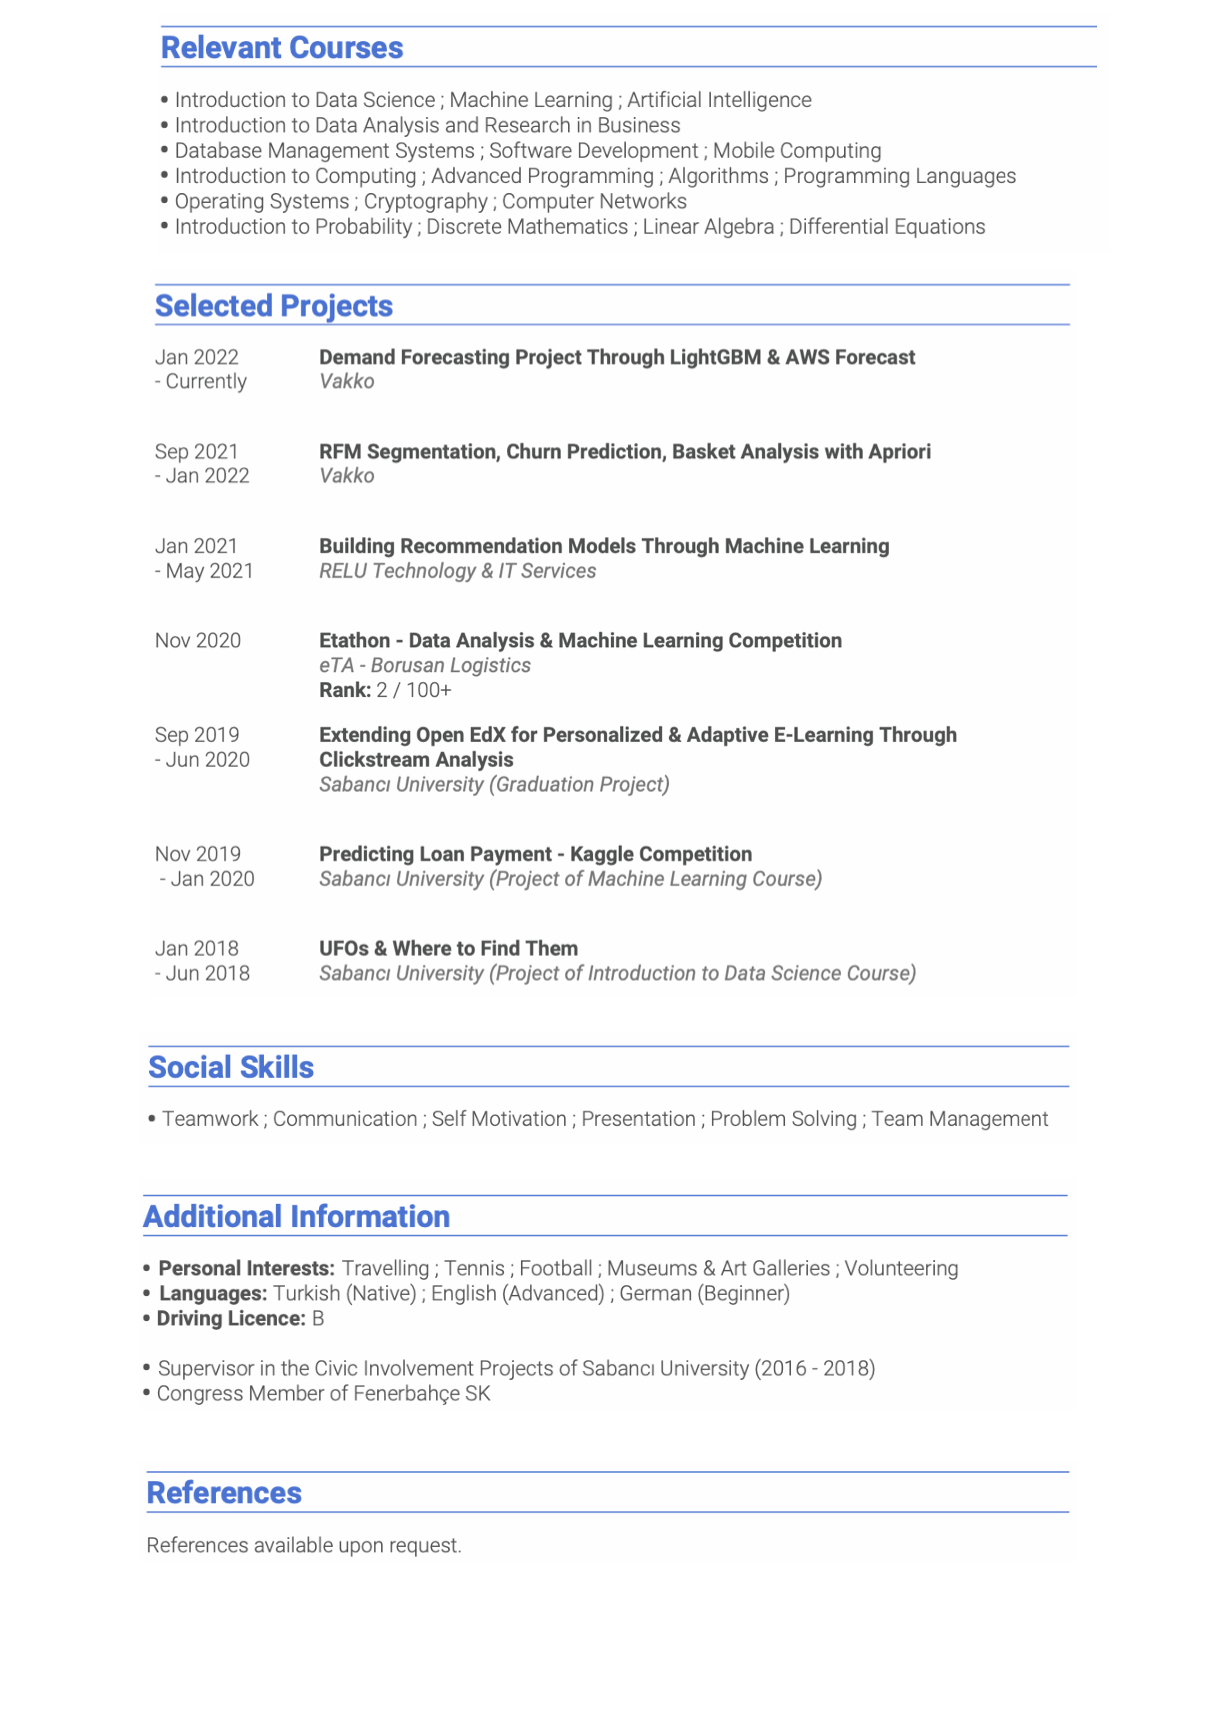 Relevant Courses
• Introduction to Data Science ; Machine Learning ; Artificial Intelligence
• Introduction to Data Analysis and Research in Business
• Database Management Systems ; Software Development ; Mobile Computing
• Introduction to Computing ; Advanced Programming ; Algorithms ; Programming Languages
• Operating Systems ; Cryptography ; Computer Networks
• Introduction to Probability ; Discrete Mathematics ; Linear Algebra ; Differential Equations
Selected Projects
Jan 2022 Demand Forecasting Project Through LightGBM & AWS Forecast
- Currently Vakko
Sep 2021 RFM Segmentation, Churn Prediction, Basket Analysis with Apriori
- Jan 2022 Vakko
Jan 2021 Building Recommendation Models Through Machine Learning
- May 2021 RELU Technology & IT Services
Nov 2020 Etathon - Data Analysis & Machine Learning Competition
eTA - Borusan Logistics
Rank: 2 / 100+
Sep 2019 Extending Open EdX for Personalized & Adaptive E-Learning Through
- Jun 2020 Clickstream Analysis
Sabancı University (Graduation Project)
Nov 2019 Predicting Loan Payment - Kaggle Competition
- Jan 2020 Sabancı University (Project of Machine Learning Course)
Jan 2018 UFOs & Where to Find Them
- Jun 2018 Sabancı University (Project of Introduction to Data Science Course)
Social Skills
• Teamwork ; Communication ; Self Motivation ; Presentation ; Problem Solving ; Team Management
Additional Information
• Personal Interests: Travelling ; Tennis ; Football ; Museums & Art Galleries ; Volunteering
• Languages: Turkish (Native) ; English (Advanced) ; German (Beginner)
• Driving Licence: B
• Supervisor in the Civic Involvement Projects of Sabancı University (2016 - 2018)
• Congress Member of Fenerbahçe SK
References
References available upon request.